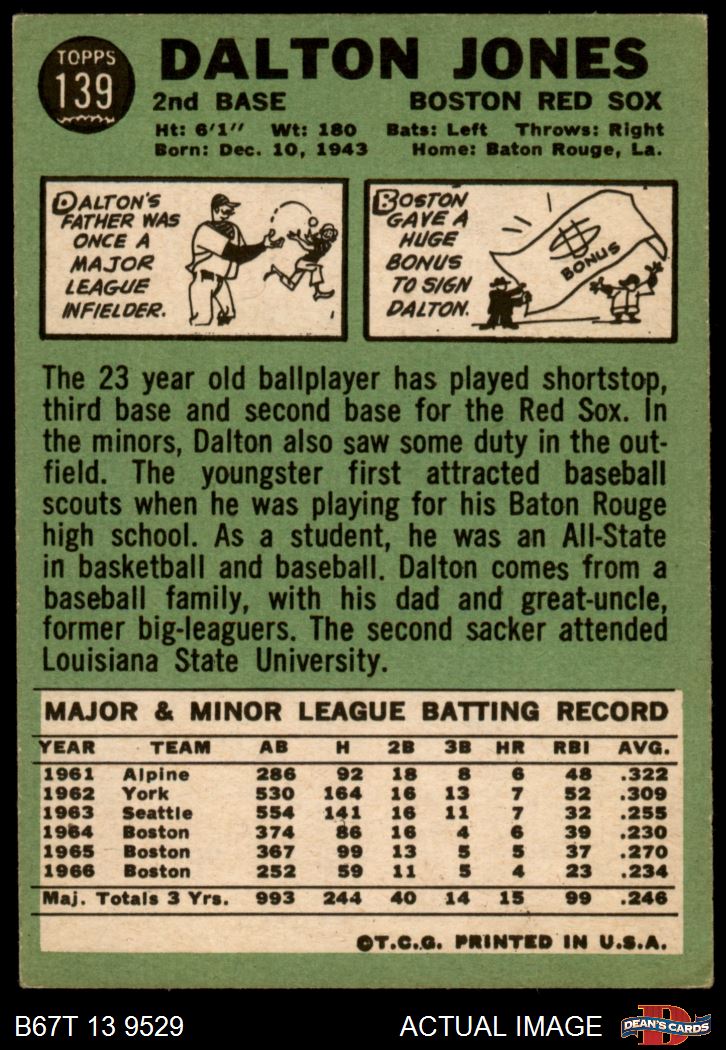 TOPPS
139
DALTON JONES
2nd BASE BOSTON RED SOX
Ht: 6'1" Wt: 180 Bats: Left Throws: Right
Born: Dec. 10, 1943 Home: Baton Rouge, La.
DALTON'S
FATHER WAS
ONCE A
MAJOR
LEAGUE
INFIELDER.
BOSTON
GAVE A
HUGE
BONUS
TO SIGN
DALTON.
BONUS
The 23 year old ballplayer has played shortstop,
third base and second base for the Red Sox. In
the minors, Dalton also saw some duty in the out-
field. The youngster first attracted baseball
scouts when he was playing for his Baton Rouge
high school. As a student, he was an All-State
in basketball and baseball. Dalton comes from a
baseball family, with his dad and great-uncle,
former big-leaguers. The second sacker attended
Louisiana State University.
MAJOR & MINOR LEAGUE BATTING RECORD
YEAR TEAM AB H 2B 3B HR RBI AVG.
1961 Alpine 286 92 18 8 6 48 .322
1962 York 530 164 16 13 7 52 .309
1963 Seattle 554 141 16 11 7 32 .255
1964 Boston 374 86 16 4 6 39 .230
1965 Boston 367 99 13 5 5 37 .270
1966 Boston 252 59 11 5 4 23 .234
Maj. Totals 3 Yrs. 993 244 40 14 15 99 .246
©T.C.G. PRINTED IN U.S.A.
B67T 13 9529 ACTUAL IMAGE
D
DEAN'S CARDS